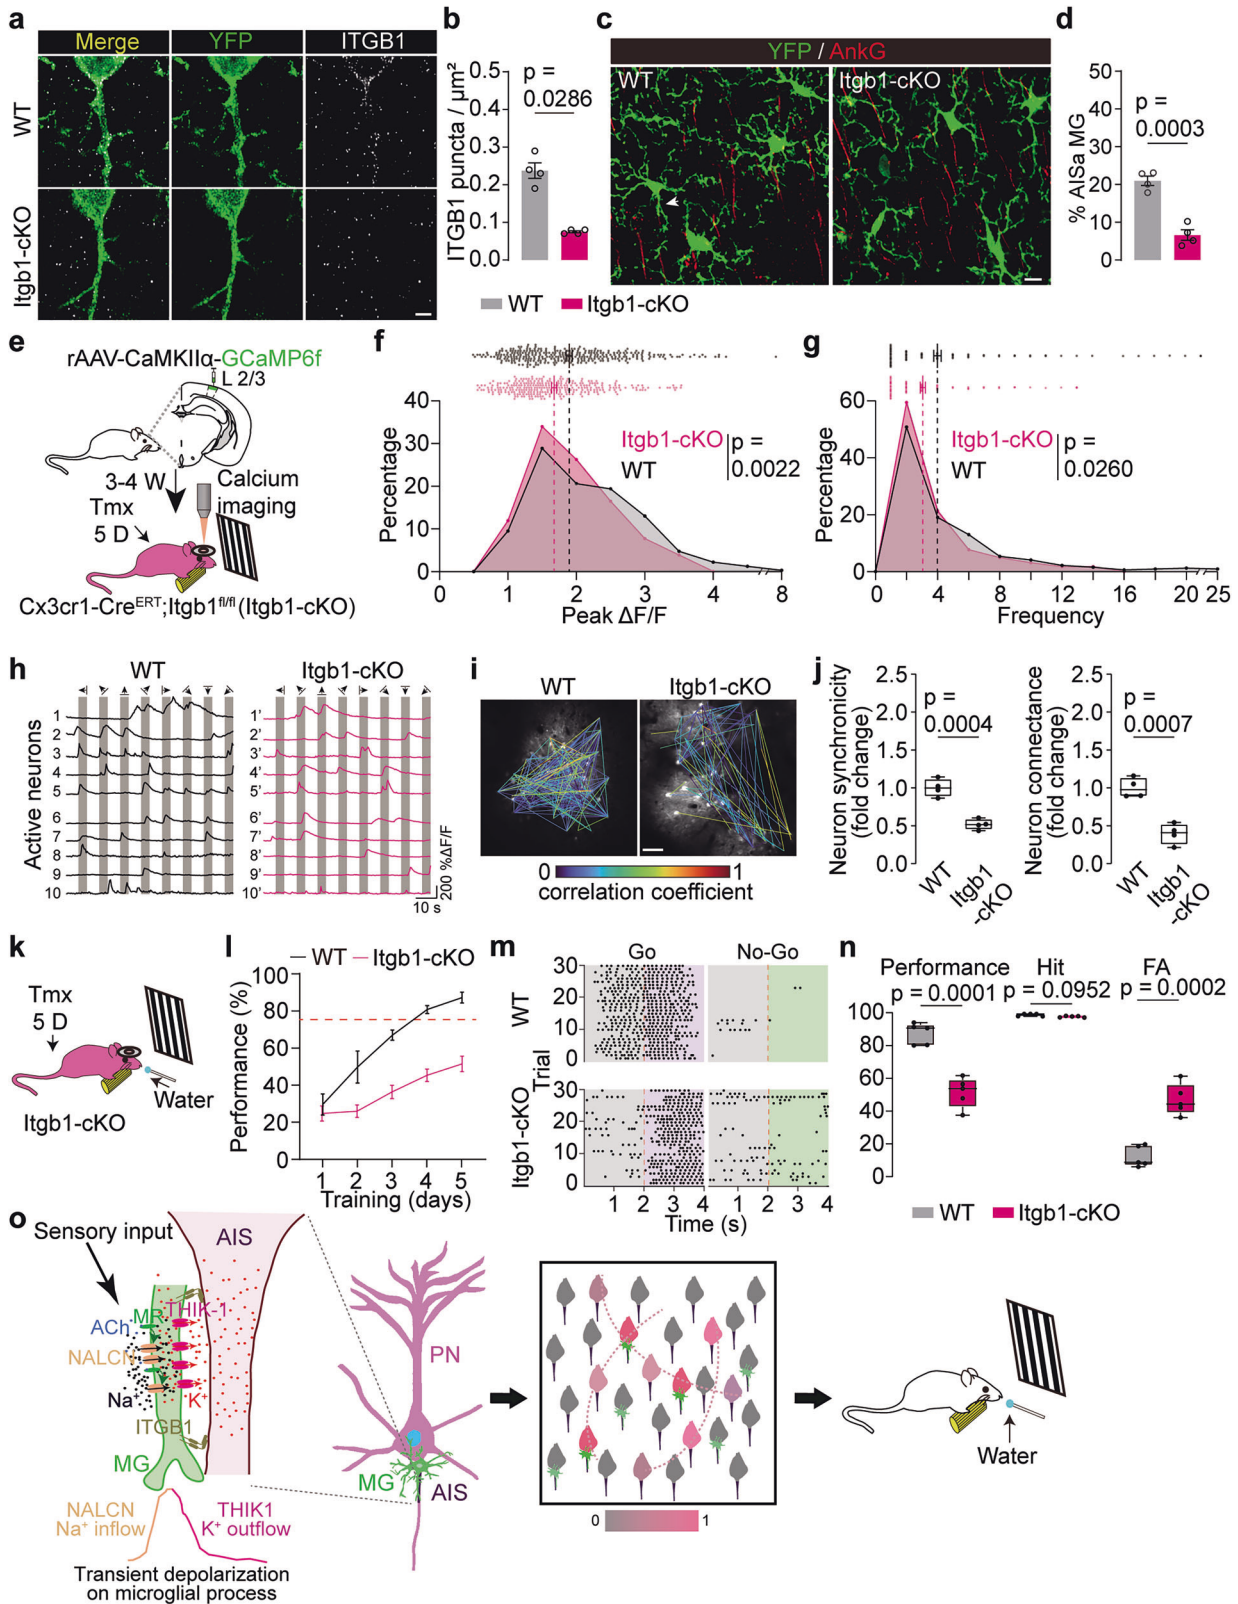 a
Merge
YFP
ITGB1
WT
Itgb1-cKO
b
ITGB1 puncta / µm²
0.5
0.4
0.3
0.2
0.1
0.0
p =
0.0286
c
YFP / AnkG
WT
Itgb1-cKO
d
% AISa MG
50
40
30
20
10
0
p =
0.0003
WT
Itgb1-cKO
e
rAAV-CaMKIIα-GCaMP6f
L 2/3
3-4 W
Calcium
imaging
Tmx
5 D
Cx3cr1-CreERT;Itgb1fl/fl (Itgb1-cKO)
f
Percentage
40
30
20
10
0
Itgb1-cKO
WT
p =
0.0022
0 1 2 3 4 8
Peak ΔF/F
g
Percentage
60
40
20
0
Itgb1-cKO
WT
p =
0.0260
0 4 8 12 16 20 25
Frequency
h
WT
Itgb1-cKO
Active neurons
1
2
3
4
5
6
7
8
9
10
1'
2'
3'
4'
5'
6'
7'
8'
9'
10'
200 %ΔF/F
10 s
i
WT
Itgb1-cKO
0 1
correlation coefficient
j
Neuron synchronicity
(fold change)
2.5
2.0
1.5
1.0
0.5
0.0
p =
0.0004
WT
Itgb1
-cKO
Neuron connectance
(fold change)
2.5
2.0
1.5
1.0
0.5
0.0
p =
0.0007
WT
Itgb1
-cKO
k
Tmx
5 D
Water
Itgb1-cKO
l
WT Itgb1-cKO
Performance (%)
100
80
60
40
20
0
1 2 3 4 5
Training (days)
m
Go
No-Go
WT
Itgb1-cKO
Trial
30
20
10
0
30
20
10
0
1 2 3 4
1 2 3 4
Time (s)
n
Performance
p = 0.0001
Hit
p = 0.0952
FA
p = 0.0002
100
80
60
40
20
0
WT
Itgb1-cKO
o
Sensory input
AIS
MR
THIK-1
ACh
NALCN
Na⁺
K⁺
ITGB1
MG
NALCN
Na⁺ inflow
THIK1
K⁺ outflow
Transient depolarization
on microglial process
PN
MG
AIS
0 1
Water